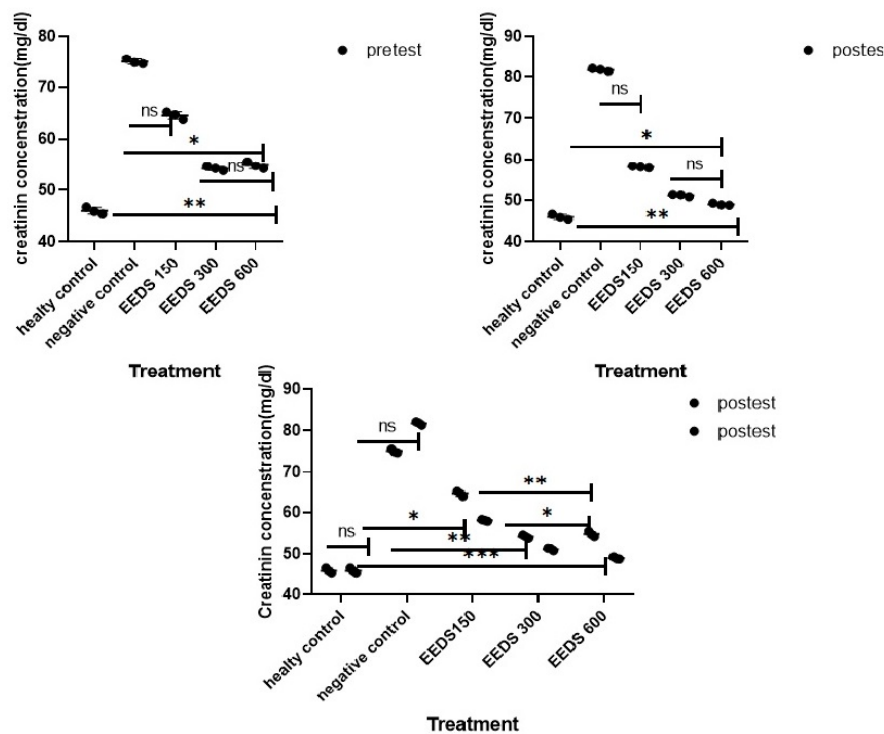 creatinin concenstration(mg/dl)
80
70
60
50
40
pretest
ns
*
ns
**
healty control
negative control
EEDS 150
EEDS 300
EEDS 600
Treatment
creatinin concenstration(mg/dl)
90
80
70
60
50
40
postes
ns
*
ns
**
healty control
negative control
EEDS150
EEDS 300
EEDS 600
Treatment
Creatinin concenstration(mg/dl)
90
80
70
60
50
40
postest
postest
ns
**
*
*
ns
**
***
healty control
negative control
EEDS150
EEDS 300
EEDS 600
Treatment